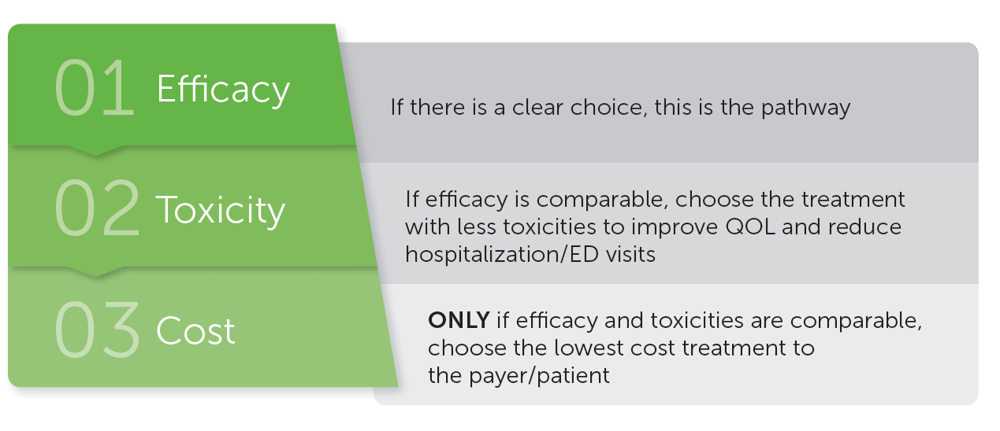 01 Efficacy
If there is a clear choice, this is the pathway
02 Toxicity
If efficacy is comparable, choose the treatment
with less toxicities to improve QOL and reduce
hospitalization/ED visits
03 Cost
ONLY if efficacy and toxicities are comparable,
choose the lowest cost treatment to
the payer/patient